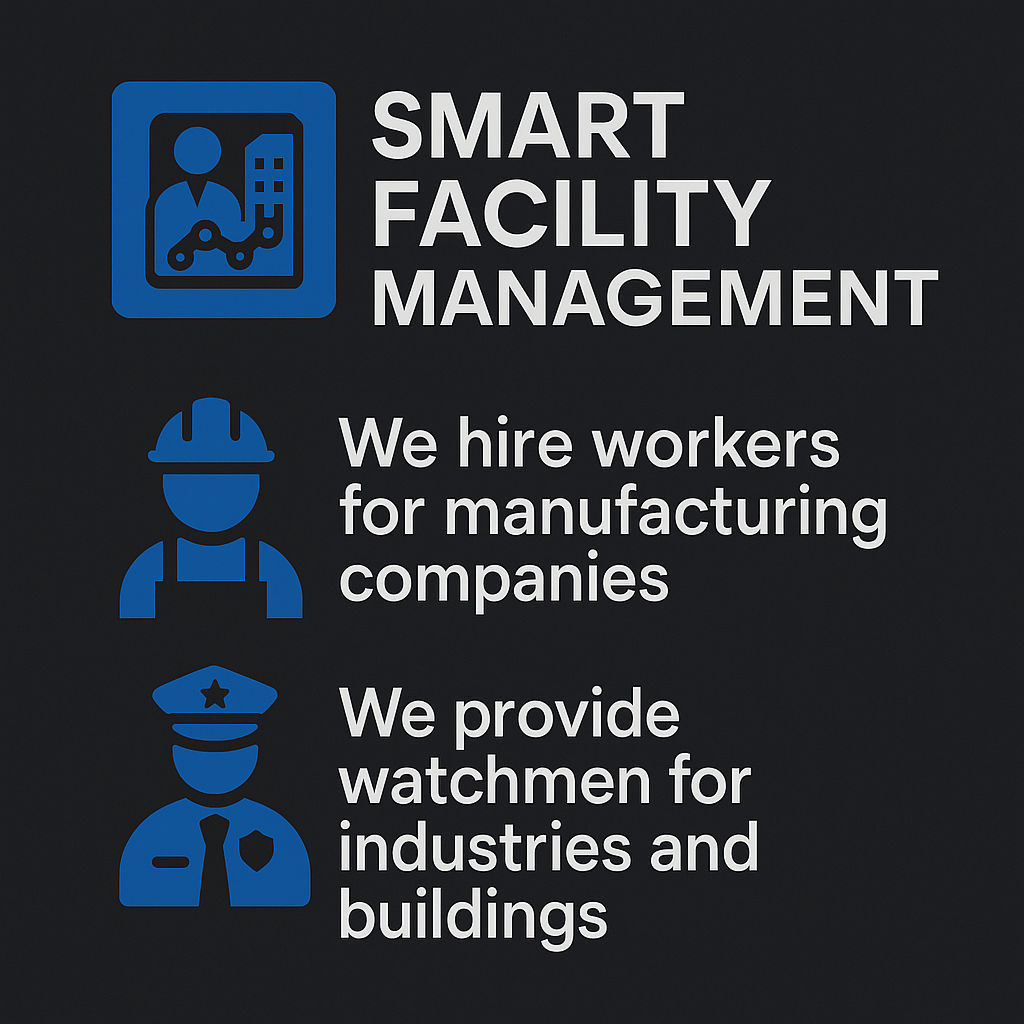 SMART
FACILITY
MANAGEMENT
We hire workers
for manufacturing
companies
We provide
watchmen for
industries and
buildings